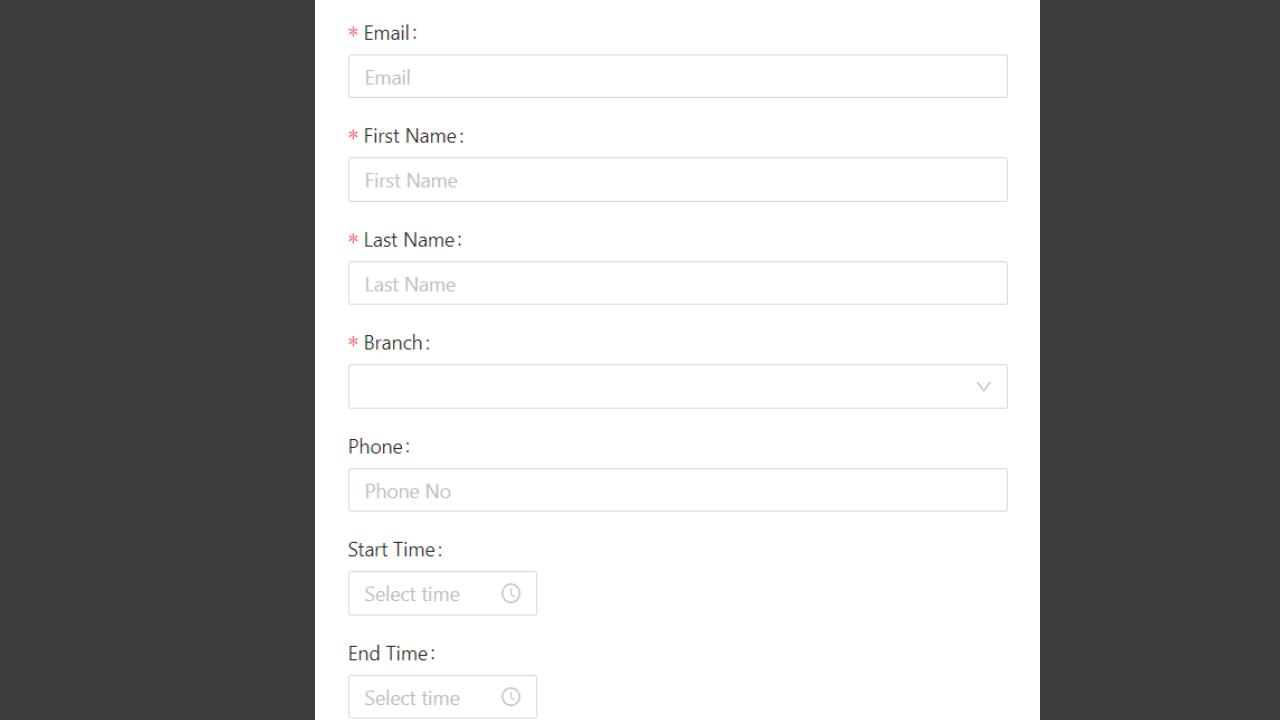 * Email:
Email
* First Name:
First Name
* Last Name:
Last Name
* Branch:
Phone:
Phone No
Start Time:
Select time
End Time:
Select time